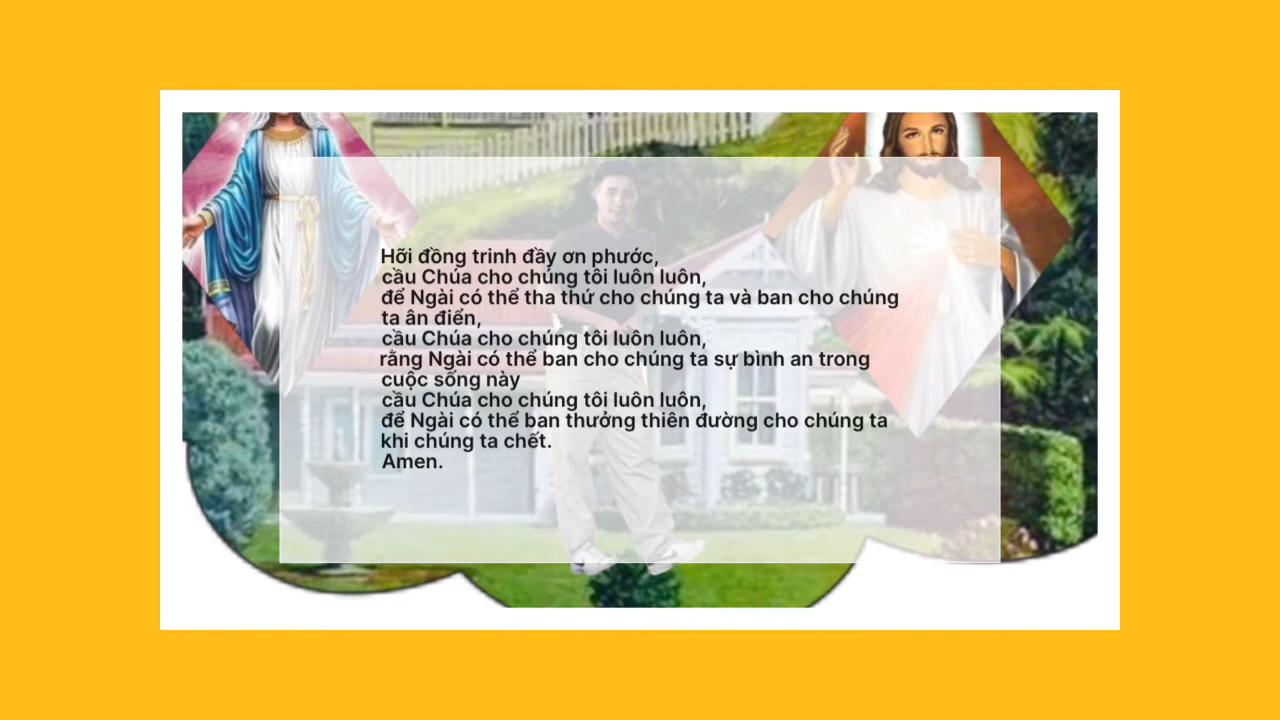 Hỡi đồng trinh đầy ơn phước,
cầu Chúa cho chúng tôi luôn luôn,
để Ngài có thể tha thứ cho chúng ta và ban cho chúng
ta ân điển,
cầu Chúa cho chúng tôi luôn luôn,
rằng Ngài có thể ban cho chúng ta sự bình an trong
cuộc sống này
cầu Chúa cho chúng tôi luôn luôn,
để Ngài có thể ban thưởng thiên đường cho chúng ta
khi chúng ta chết.
Amen.